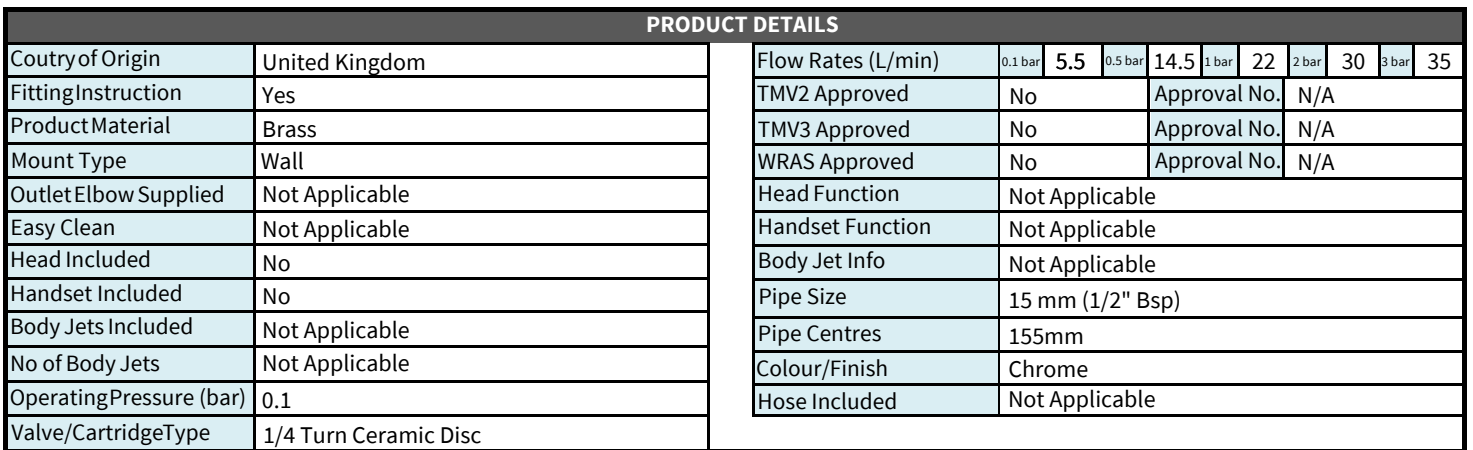 PRODUCT DETAILS
Coutry of Origin United Kingdom
Fitting Instruction Yes
Product Material Brass
Mount Type Wall
Outlet Elbow Supplied Not Applicable
Easy Clean Not Applicable
Head Included No
Handset Included No
Body Jets Included Not Applicable
No of Body Jets Not Applicable
Operating Pressure (bar) 0.1
Valve/Cartridge Type 1/4 Turn Ceramic Disc
Flow Rates (L/min) 0.1 bar 5.5 0.5 bar 14.5 1 bar 22 2 bar 30 3 bar 35
TMV2 Approved No Approval No. N/A
TMV3 Approved No Approval No. N/A
WRAS Approved No Approval No. N/A
Head Function Not Applicable
Handset Function Not Applicable
Body Jet Info Not Applicable
Pipe Size 15 mm (1/2" Bsp)
Pipe Centres 155mm
Colour/Finish Chrome
Hose Included Not Applicable